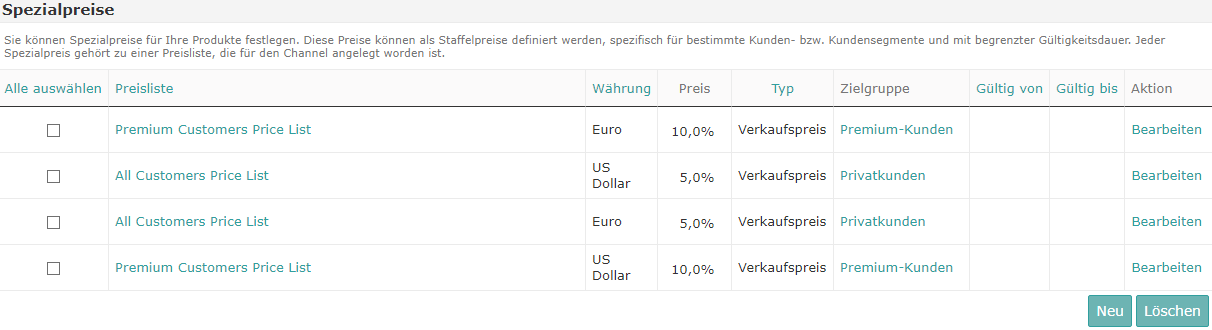 Spezialpreise
Sie können Spezialpreise für Ihre Produkte festlegen. Diese Preise können als Staffelpreise definiert werden, spezifisch für bestimmte Kunden- bzw. Kundensegmente und mit begrenzter Gültigkeitsdauer. Jeder
Spezialpreis gehört zu einer Preisliste, die für den Channel angelegt worden ist.
Alle auswählen Preisliste Währung Preis Typ Zielgruppe Gültig von Gültig bis Aktion
Premium Customers Price List Euro 10,0% Verkaufspreis Premium-Kunden Bearbeiten
All Customers Price List US Dollar 5,0% Verkaufspreis Privatkunden Bearbeiten
All Customers Price List Euro 5,0% Verkaufspreis Privatkunden Bearbeiten
Premium Customers Price List US Dollar 10,0% Verkaufspreis Premium-Kunden Bearbeiten
Neu Löschen